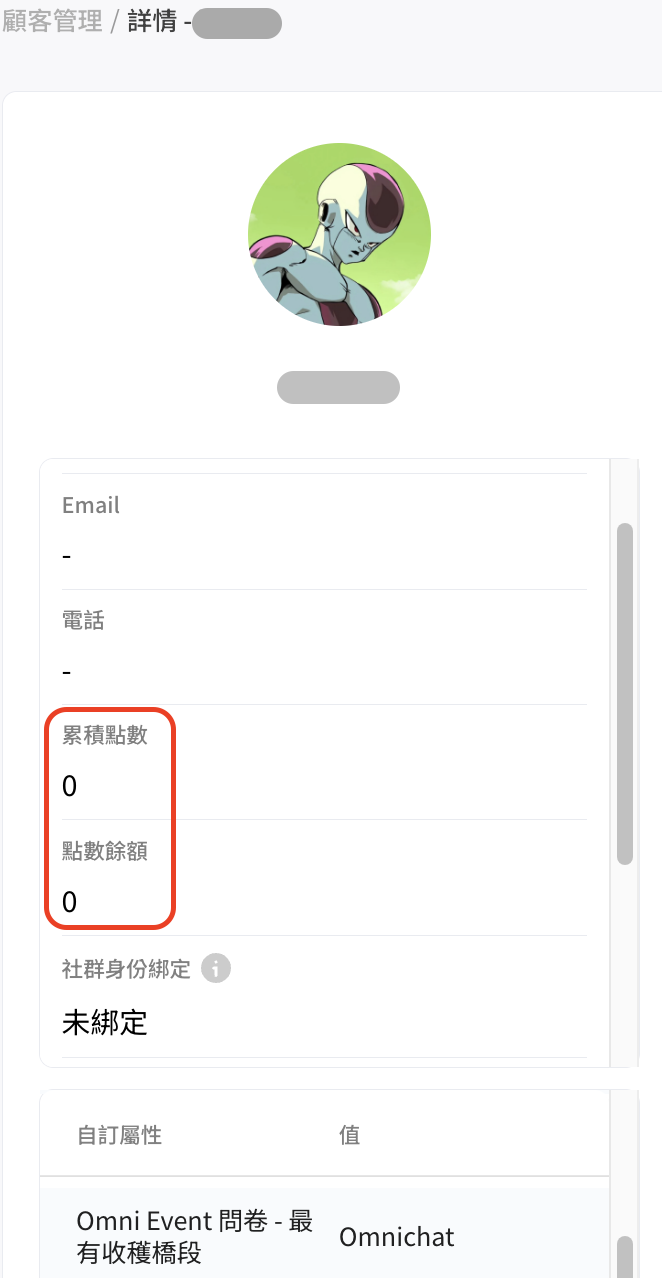 顧客管理 / 詳情 -
Email
-
電話
-
累積點數
0
點數餘額
0
社群身份綁定
未綁定
自訂屬性 值
Omni Event 問卷 - 最
有收穫橋段
Omnichat